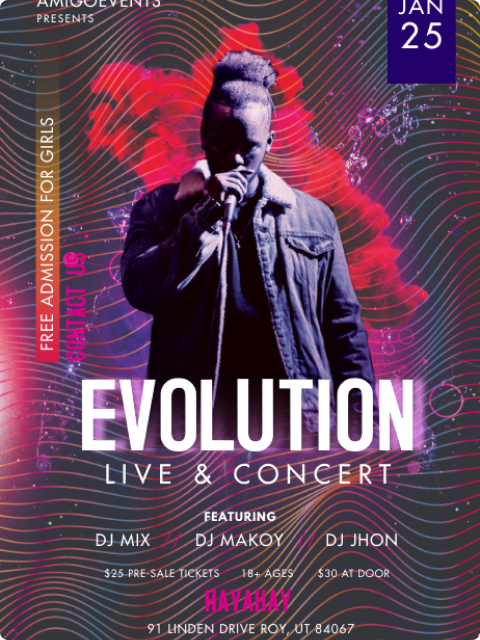 AMIGOEVENTS
PRESENTS
JAN
25
FREE ADMISSION FOR GIRLS
CONTACT US
EVOLUTION
LIVE & CONCERT
FEATURING
DJ MIX // DJ MAKOY // DJ JHON
$25 PRE-SALE TICKETS 18+ AGES $30 AT DOOR
HAYAHAY
91 LINDEN DRIVE ROY, UT 84067